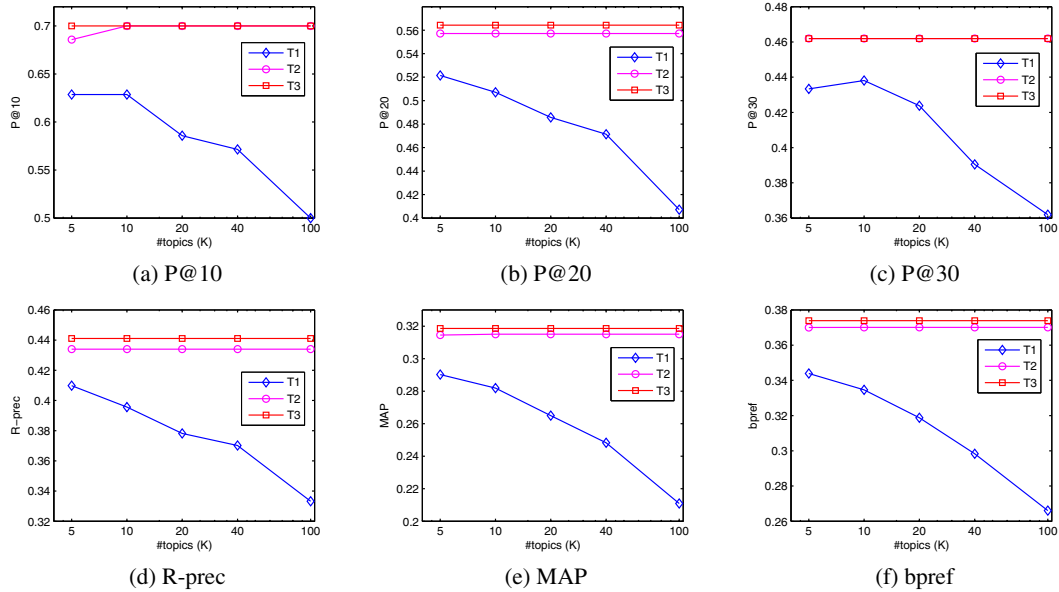 0.7
0.65
0.6
0.55
0.5
P@10
T1
T2
T3
5 10 20 40 100
#topics (K)
(a) P@10
0.56
0.54
0.52
0.5
0.48
0.46
0.44
0.42
0.4
P@20
T1
T2
T3
5 10 20 40 100
#topics (K)
(b) P@20
0.46
0.44
0.42
0.4
0.38
0.36
P@30
T1
T2
T3
5 10 20 40 100
#topics (K)
(c) P@30
0.46
0.44
0.42
0.4
0.38
0.36
0.34
0.32
R-prec
T1
T2
T3
5 10 20 40 100
#topics (K)
(d) R-prec
0.32
0.3
0.28
0.26
0.24
0.22
0.2
MAP
T1
T2
T3
5 10 20 40 100
#topics (K)
(e) MAP
0.38
0.36
0.34
0.32
0.3
0.28
0.26
bpref
T1
T2
T3
5 10 20 40 100
#topics (K)
(f) bpref